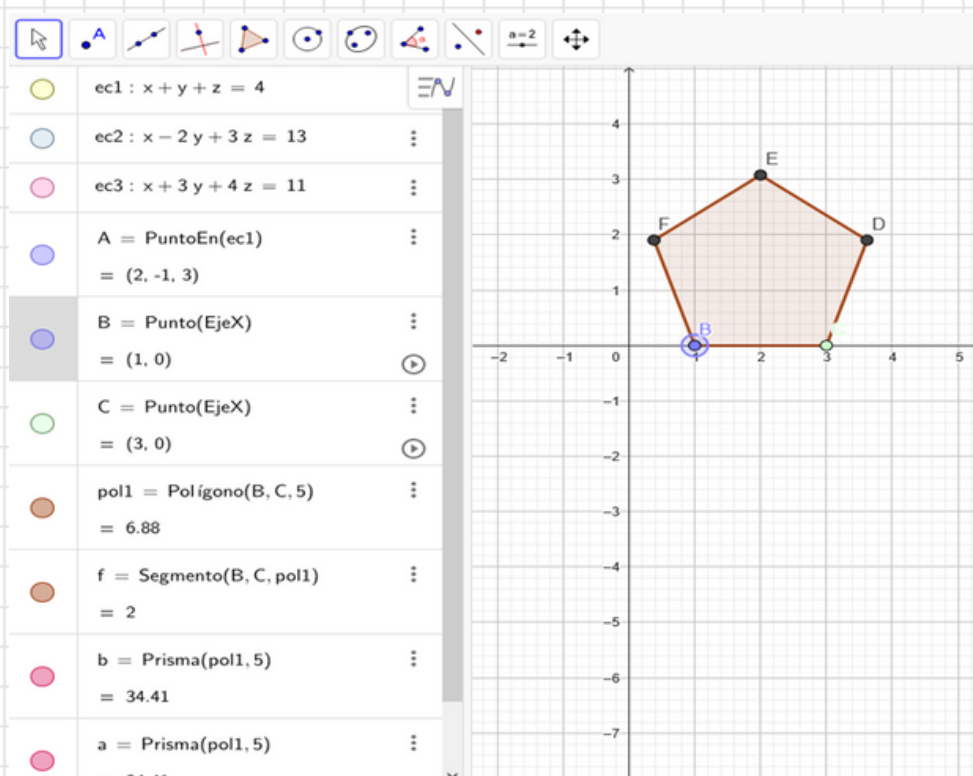 A
a=2
ec1 : x + y + z = 4
ec2 : x − 2 y + 3 z = 13
ec3 : x + 3 y + 4 z = 11
A = PuntoEn(ec1)
= (2, -1, 3)
B = Punto(EjeX)
= (1, 0)
C = Punto(EjeX)
= (3, 0)
pol1 = Polígono(B, C, 5)
= 6.88
f = Segmento(B, C, pol1)
= 2
b = Prisma(pol1, 5)
= 34.41
a = Prisma(pol1, 5)
4
E
3
F
D
2
1
B
−2 −1 0 1 2 3 4 5
−1
−2
−3
−4
−5
−6
−7